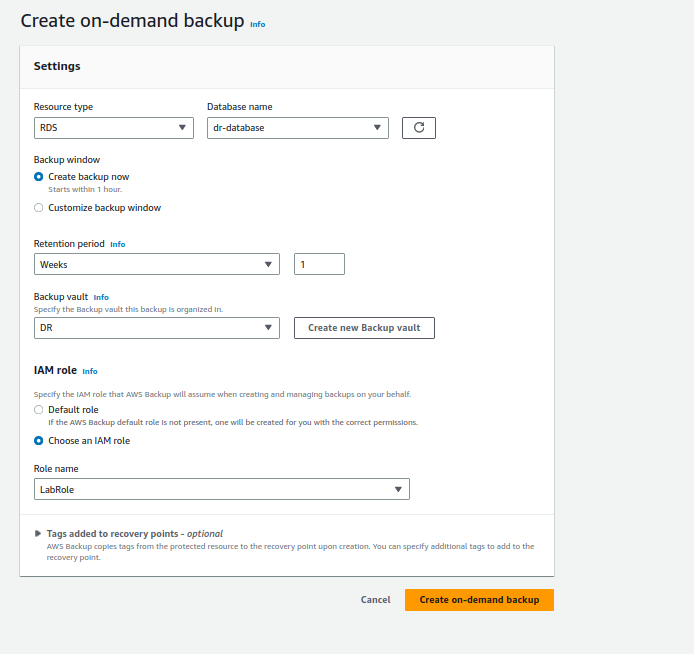 Create on-demand backup Info
Settings
Resource type
Database name
RDS
dr-database
Backup window
Create backup now
Starts within 1 hour.
Customize backup window
Retention period Info
Weeks
1
Backup vault Info
Specify the Backup vault this backup is organized in.
DR
Create new Backup vault
IAM role Info
Specify the IAM role that AWS Backup will assume when creating and managing backups on your behalf.
Default role
If the AWS Backup default role is not present, one will be created for you with the correct permissions.
Choose an IAM role
Role name
LabRole
Tags added to recovery points - optional
AWS Backup copies tags from the protected resource to the recovery point upon creation. You can specify additional tags to add to the
recovery point.
Cancel
Create on-demand backup